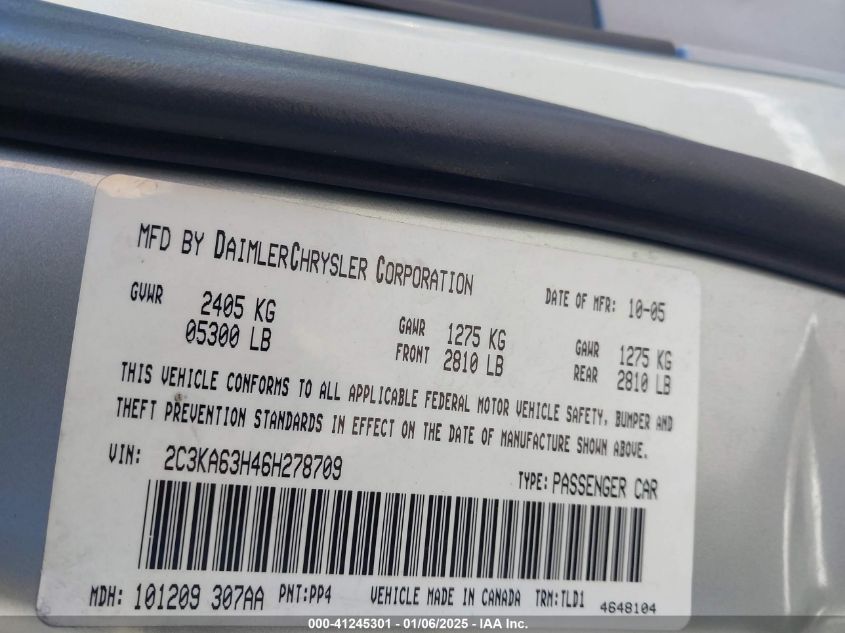 MFD BY DAIMLERCHRYSLER CORPORATION
DATE OF MFR: 10-05
GVWR 2405 KG
05300 LB
GAWR 1275 KG
FRONT 2810 LB
GAWR 1275 KG
REAR 2810 LB
THIS VEHICLE CONFORMS TO ALL APPLICABLE FEDERAL MOTOR VEHICLE SAFETY, BUMPER AND
THEFT PREVENTION STANDARDS IN EFFECT ON THE DATE OF MANUFACTURE SHOWN ABOVE.
VIN: 2C3KA63H46H278709
TYPE: PASSENGER CAR
MDH: 101209 307AA PNT:PP4 VEHICLE MADE IN CANADA TRM:TLD1 4648104
000-41245301 - 01/06/2025 - IAA Inc.